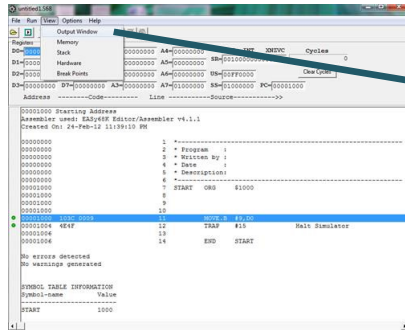 untitled1.S68
File Run View Options Help
Output Window
Memory
Stack
Hardware
Break Points
Registers
D0=
D1=
D2=
D3=00000000 D7=00000000 A3=00000000
00000000 A4=00000000 INT XNIVC Cycles
00000000 A5=00000000 SR= 0
00000000 A6=00000000 US=00FF0000 Clear Cycles
A7=01000000 SS=01000000 PC=00001000
Address --------Code-------- Line ------------Source----------->>
00001000 Starting Address
Assembler used: EASy68K Editor/Assembler v4.1.1
Created On: 24-Feb-12 11:39:10 PM
00000000 1 *
00000000 2 * Program :
00000000 3 * Written by :
00000000 4 * Date :
00000000 5 * Description:
00000000 6 *
00001000 7 START ORG $1000
00001000 8
00001000 9
00001000 10
00001000 103C 0009 11 MOVE.B #9,D0
00001004 4E4F 12 TRAP #15 Halt Simulator
00001006 13
00001006 14 END START
No errors detected
No warnings generated
SYMBOL TABLE INFORMATION
Symbol-name Value
START 1000